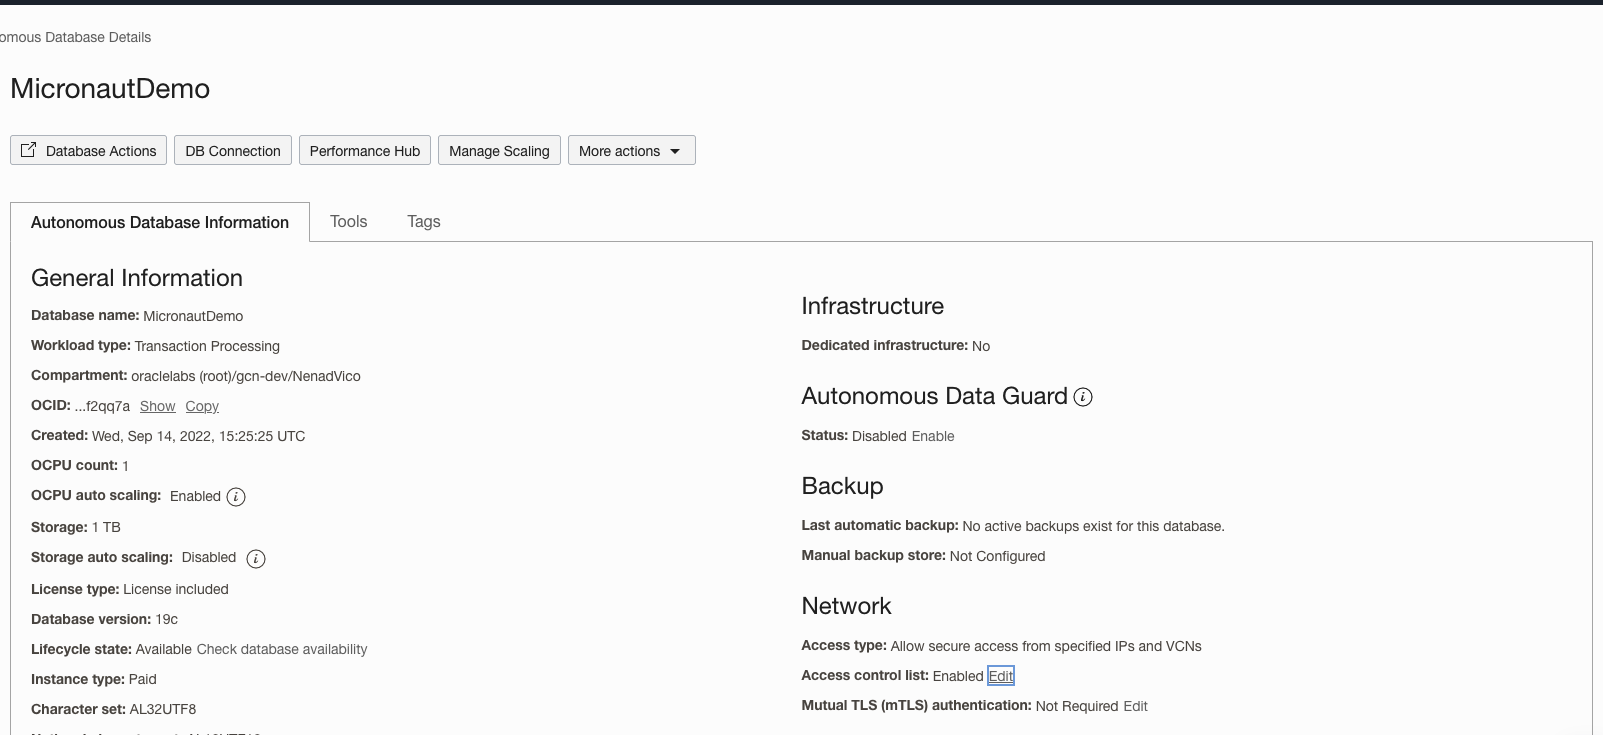 omous Database Details
MicronautDemo
Database Actions
DB Connection
Performance Hub
Manage Scaling
More actions
Autonomous Database Information
Tools
Tags
General Information
Database name: MicronautDemo
Workload type: Transaction Processing
Compartment: oraclelabs (root)/gcn-dev/NenadVico
OCID: ...f2qq7a Show Copy
Created: Wed, Sep 14, 2022, 15:25:25 UTC
OCPU count: 1
OCPU auto scaling: Enabled
Storage: 1 TB
Storage auto scaling: Disabled
License type: License included
Database version: 19c
Lifecycle state: Available Check database availability
Instance type: Paid
Character set: AL32UTF8
Infrastructure
Dedicated infrastructure: No
Autonomous Data Guard
Status: Disabled Enable
Backup
Last automatic backup: No active backups exist for this database.
Manual backup store: Not Configured
Network
Access type: Allow secure access from specified IPs and VCNs
Access control list: Enabled Edit
Mutual TLS (mTLS) authentication: Not Required Edit